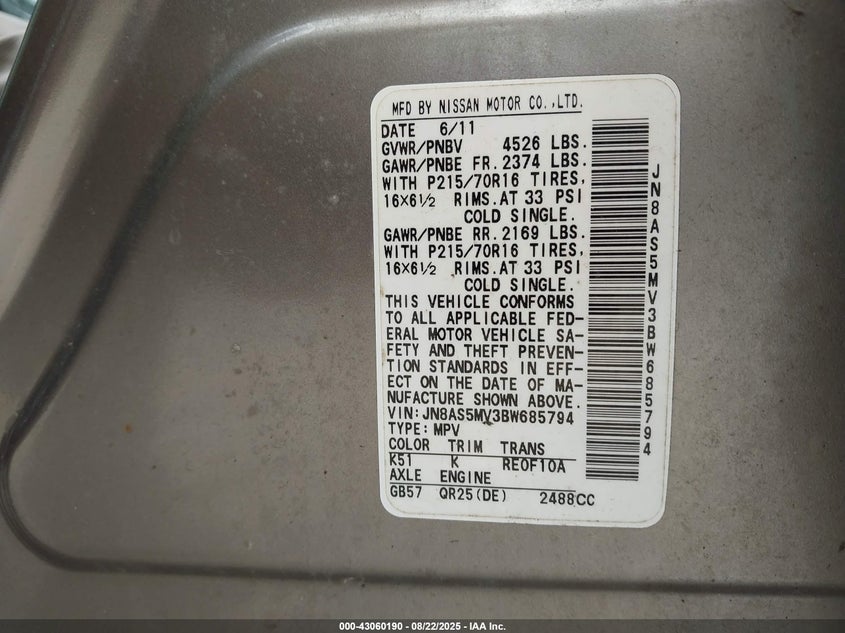 MFD BY NISSAN MOTOR CO.,LTD.
DATE 6/11
GVWR/PNBV 4526 LBS.
GAWR/PNBE FR. 2374 LBS.
WITH P215/70R16 TIRES,
16X6½ RIMS.AT 33 PSI
COLD SINGLE.
GAWR/PNBE RR. 2169 LBS.
WITH P215/70R16 TIRES,
16X6½ RIMS.AT 33 PSI
COLD SINGLE.
THIS VEHICLE CONFORMS
TO ALL APPLICABLE FED-
ERAL MOTOR VEHICLE SA-
FETY AND THEFT PREVEN-
TION STANDARDS IN EFF-
ECT ON THE DATE OF MA-
NUFACTURE SHOWN ABOVE.
VIN:JN8AS5MV3BW685794
TYPE:MPV
COLOR TRIM TRANS
K51 K RE0F10A
AXLE ENGINE
GB57 QR25(DE) 2488CC
JN8AS5MV3BW685794
000-43060190 - 08/22/2025 - IAA Inc.